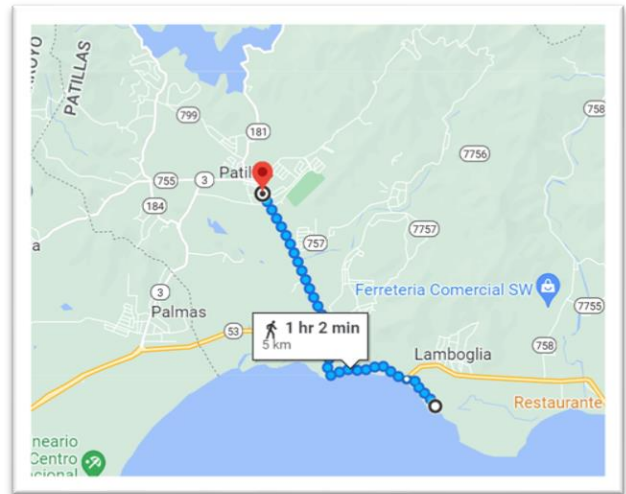 PATILLAS
799
181
758
7756
Patil
755
3
184
757
7757
Ferreteria Comercial SW
3
Palmas
53
1 hr 2 min
5 km
7755
Lamboglia
758
Restaurante
neario
Centro
cional